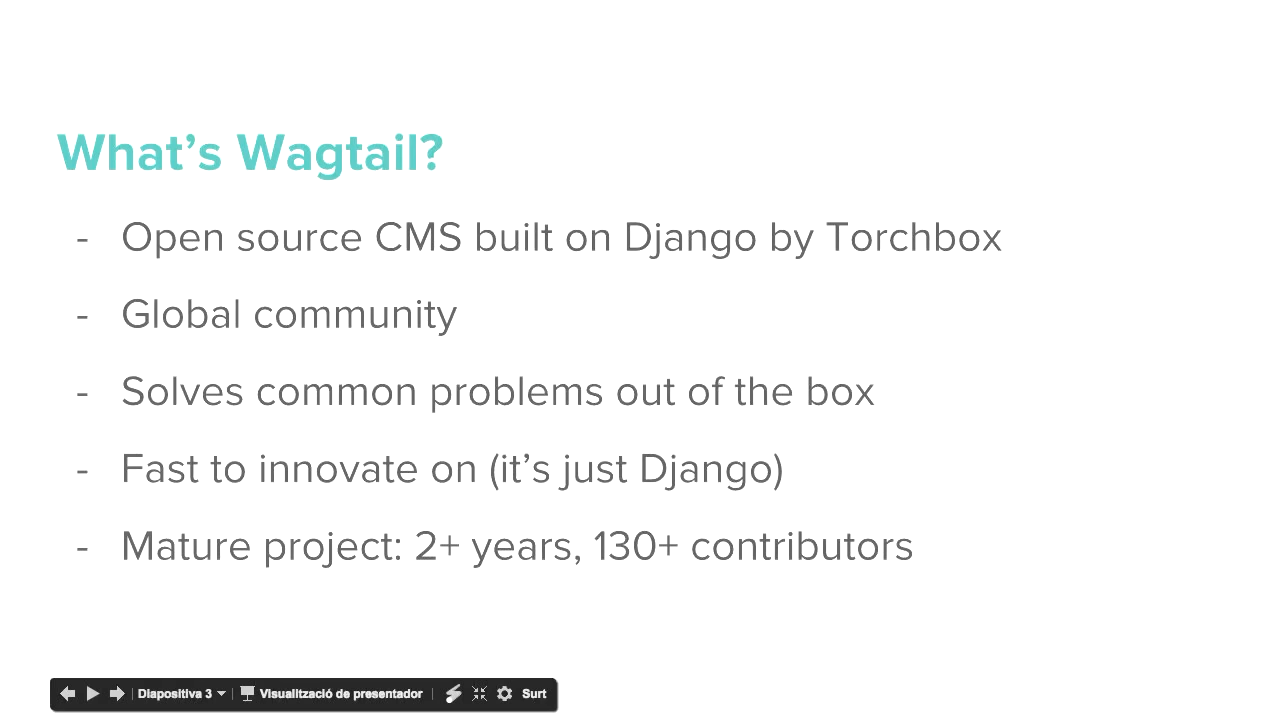 What’s Wagtail?
- Open source CMS built on Django by Torchbox
- Global community
- Solves common problems out of the box
- Fast to innovate on (it’s just Django)
- Mature project: 2+ years, 130+ contributors
Diapositiva 3 Visualització de presentador Surt